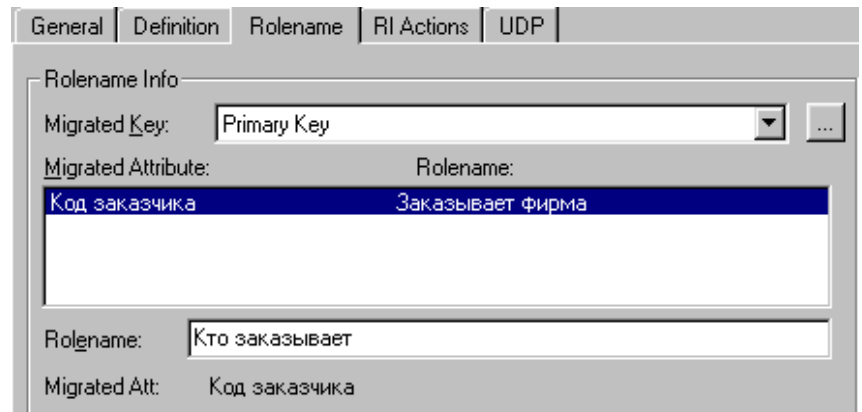 General Definition Rolename RI Actions UDP
Rolename Info
Migrated Key: Primary Key ...
Migrated Attribute: Rolename:
Код заказчика Заказывает фирма
Rolename: Кто заказывает
Migrated Att: Код заказчика